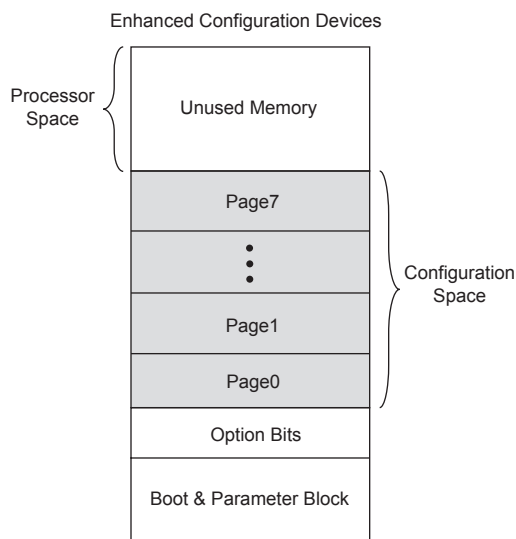 Enhanced Configuration Devices
Processor
Space
Unused Memory
Page7
Page1
Page0
Configuration
Space
Option Bits
Boot & Parameter Block